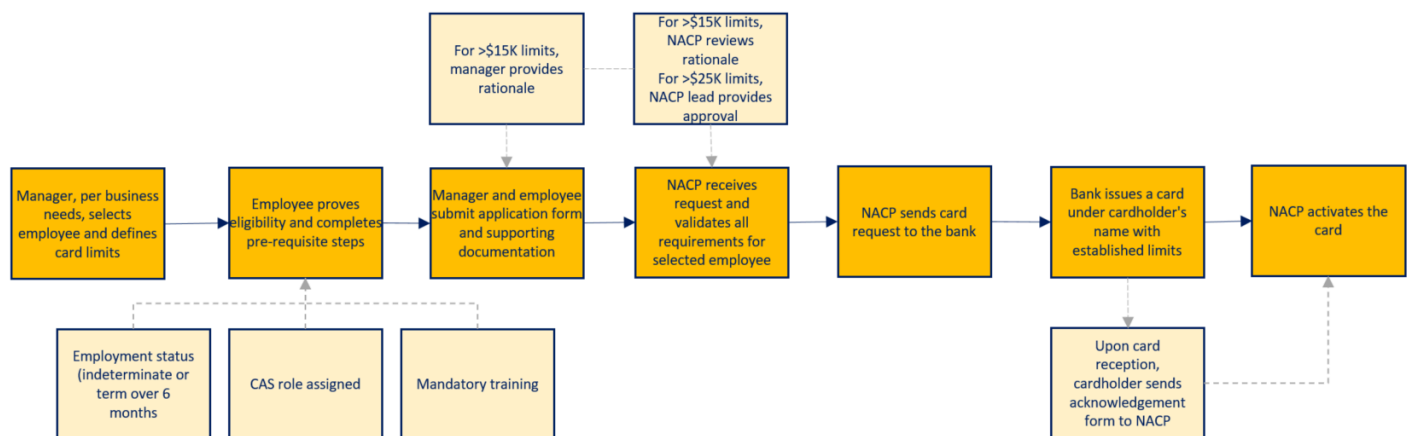 For >$15K limits,
manager provides
rationale
For >$15K limits,
NACP reviews
rationale
For >$25K limits,
NACP lead provides
approval
Manager, per business
needs, selects
employee and defines
card limits
Employee proves
eligibility and completes
pre-requisite steps
Manager and employee
submit application form
and supporting
documentation
NACP receives
request and
validates all
requirements for
selected employee
NACP sends card
request to the bank
Bank issues a card
under cardholder's
name with
established limits
NACP activates the
card
Employment status
(indeterminate or
term over 6
months
CAS role assigned
Mandatory training
Upon card
reception,
cardholder sends
acknowledgement
form to NACP